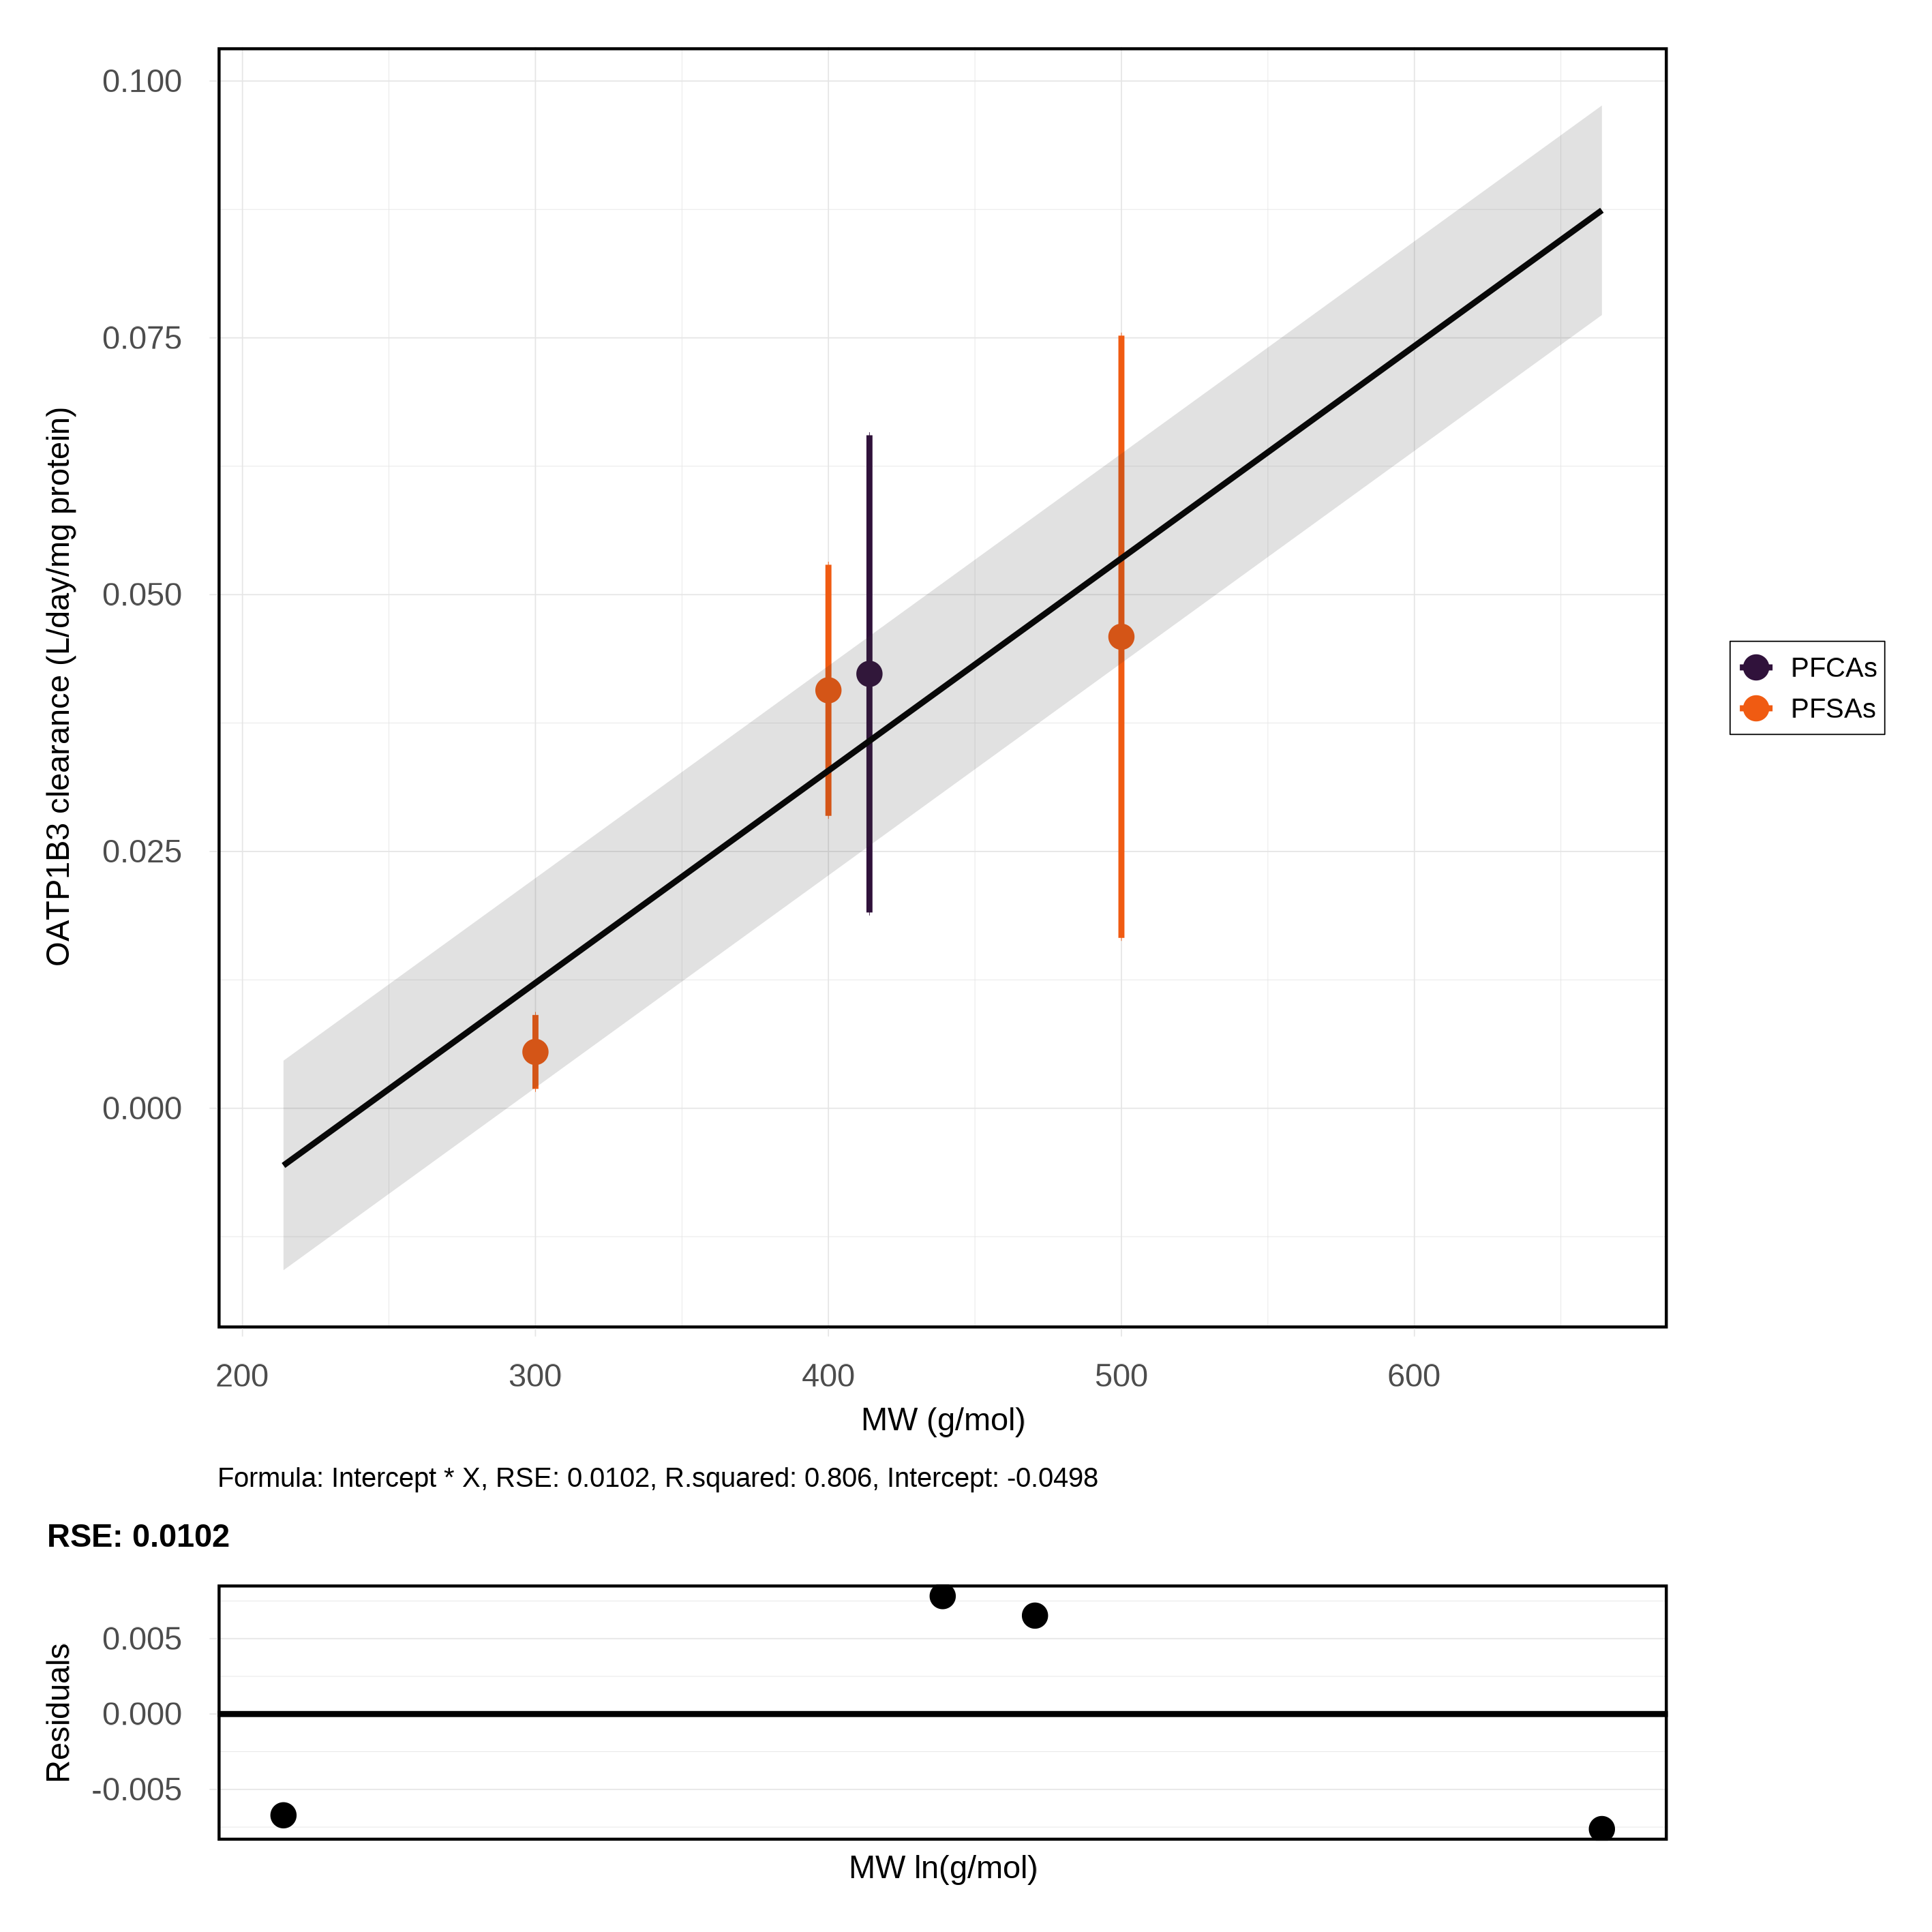 0.100
0.075
0.050
0.025
0.000
OATP1B3 clearance (L/day/mg protein)
PFCAs
PFSAs
200 300 400 500 600
MW (g/mol)
Formula: Intercept * X, RSE: 0.0102, R.squared: 0.806, Intercept: -0.0498
RSE: 0.0102
0.005
0.000
-0.005
Residuals
MW ln(g/mol)